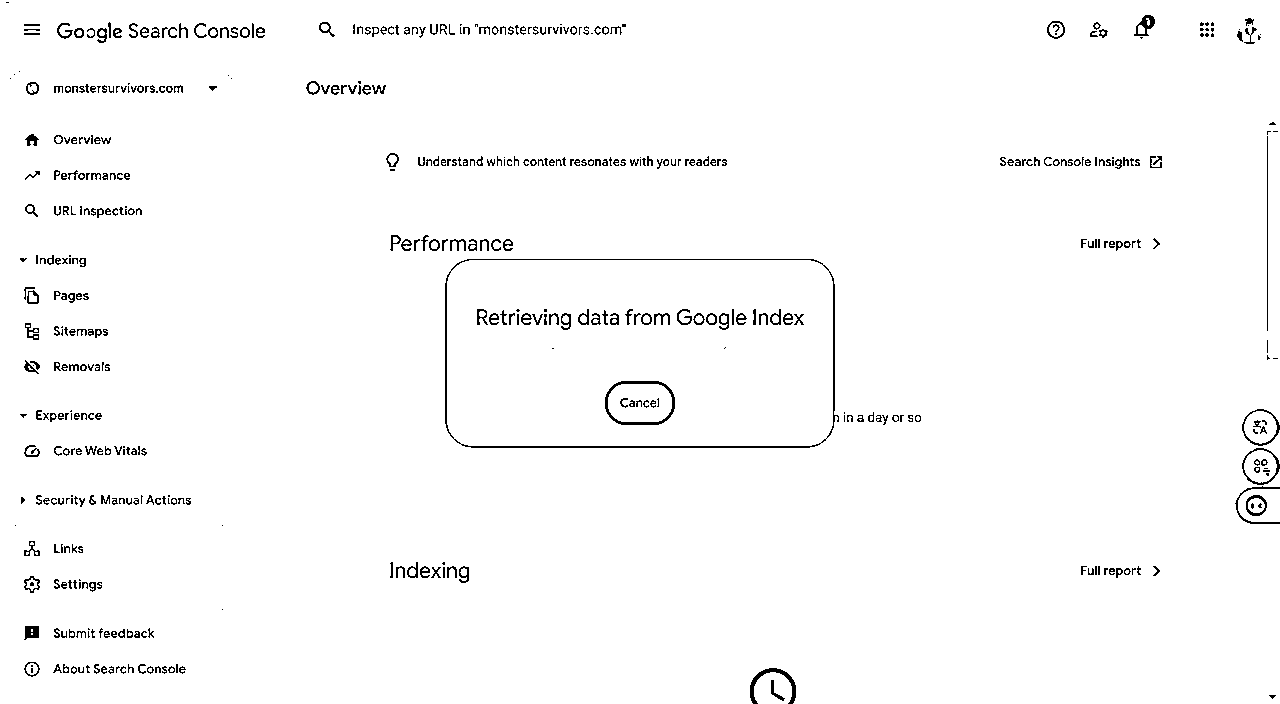 Google Search Console
Inspect any URL in "monstersurvivors.com"
1
monstersurvivors.com
Overview
Overview
Performance
URL inspection
Indexing
Pages
Sitemaps
Removals
Experience
Core Web Vitals
Security & Manual Actions
Links
Settings
Submit feedback
About Search Console
Understand which content resonates with your readers
Search Console Insights
Performance
Full report
Retrieving data from Google Index
Cancel
in a day or so
Indexing
Full report